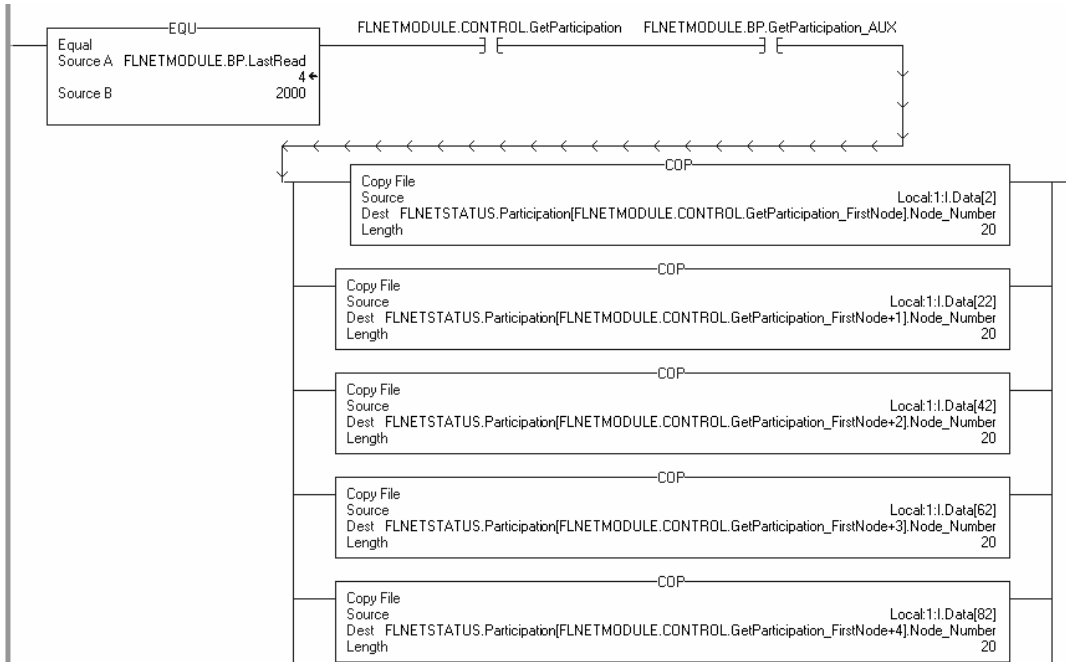 EQU
Equal
Source A FLNETMODULE.BP.LastRead
4
Source B 2000
FLNETMODULE.CONTROL.GetParticipation FLNETMODULE.BP.GetParticipation_AUX
COP
Copy File
Source Local:1:I.Data[2]
Dest FLNETSTATUS.Participation[FLNETMODULE.CONTROL.GetParticipation_FirstNode].Node_Number
Length 20
COP
Copy File
Source Local:1:I.Data[22]
Dest FLNETSTATUS.Participation[FLNETMODULE.CONTROL.GetParticipation_FirstNode+1].Node_Number
Length 20
COP
Copy File
Source Local:1:I.Data[42]
Dest FLNETSTATUS.Participation[FLNETMODULE.CONTROL.GetParticipation_FirstNode+2].Node_Number
Length 20
COP
Copy File
Source Local:1:I.Data[62]
Dest FLNETSTATUS.Participation[FLNETMODULE.CONTROL.GetParticipation_FirstNode+3].Node_Number
Length 20
COP
Copy File
Source Local:1:I.Data[82]
Dest FLNETSTATUS.Participation[FLNETMODULE.CONTROL.GetParticipation_FirstNode+4].Node_Number
Length 20